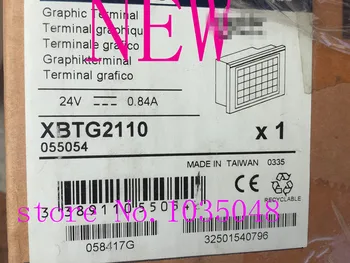 NEW
Graphic Terminal
Terminal graphiqu
Terminale grafico
Graphikterminal
Terminal grafico
24V 0.84A
XBTG2110
x 1
055054
MADE IN TAIWAN 0335
CE
RECYCLABLE
store no: 1035048
058417G
32501540796